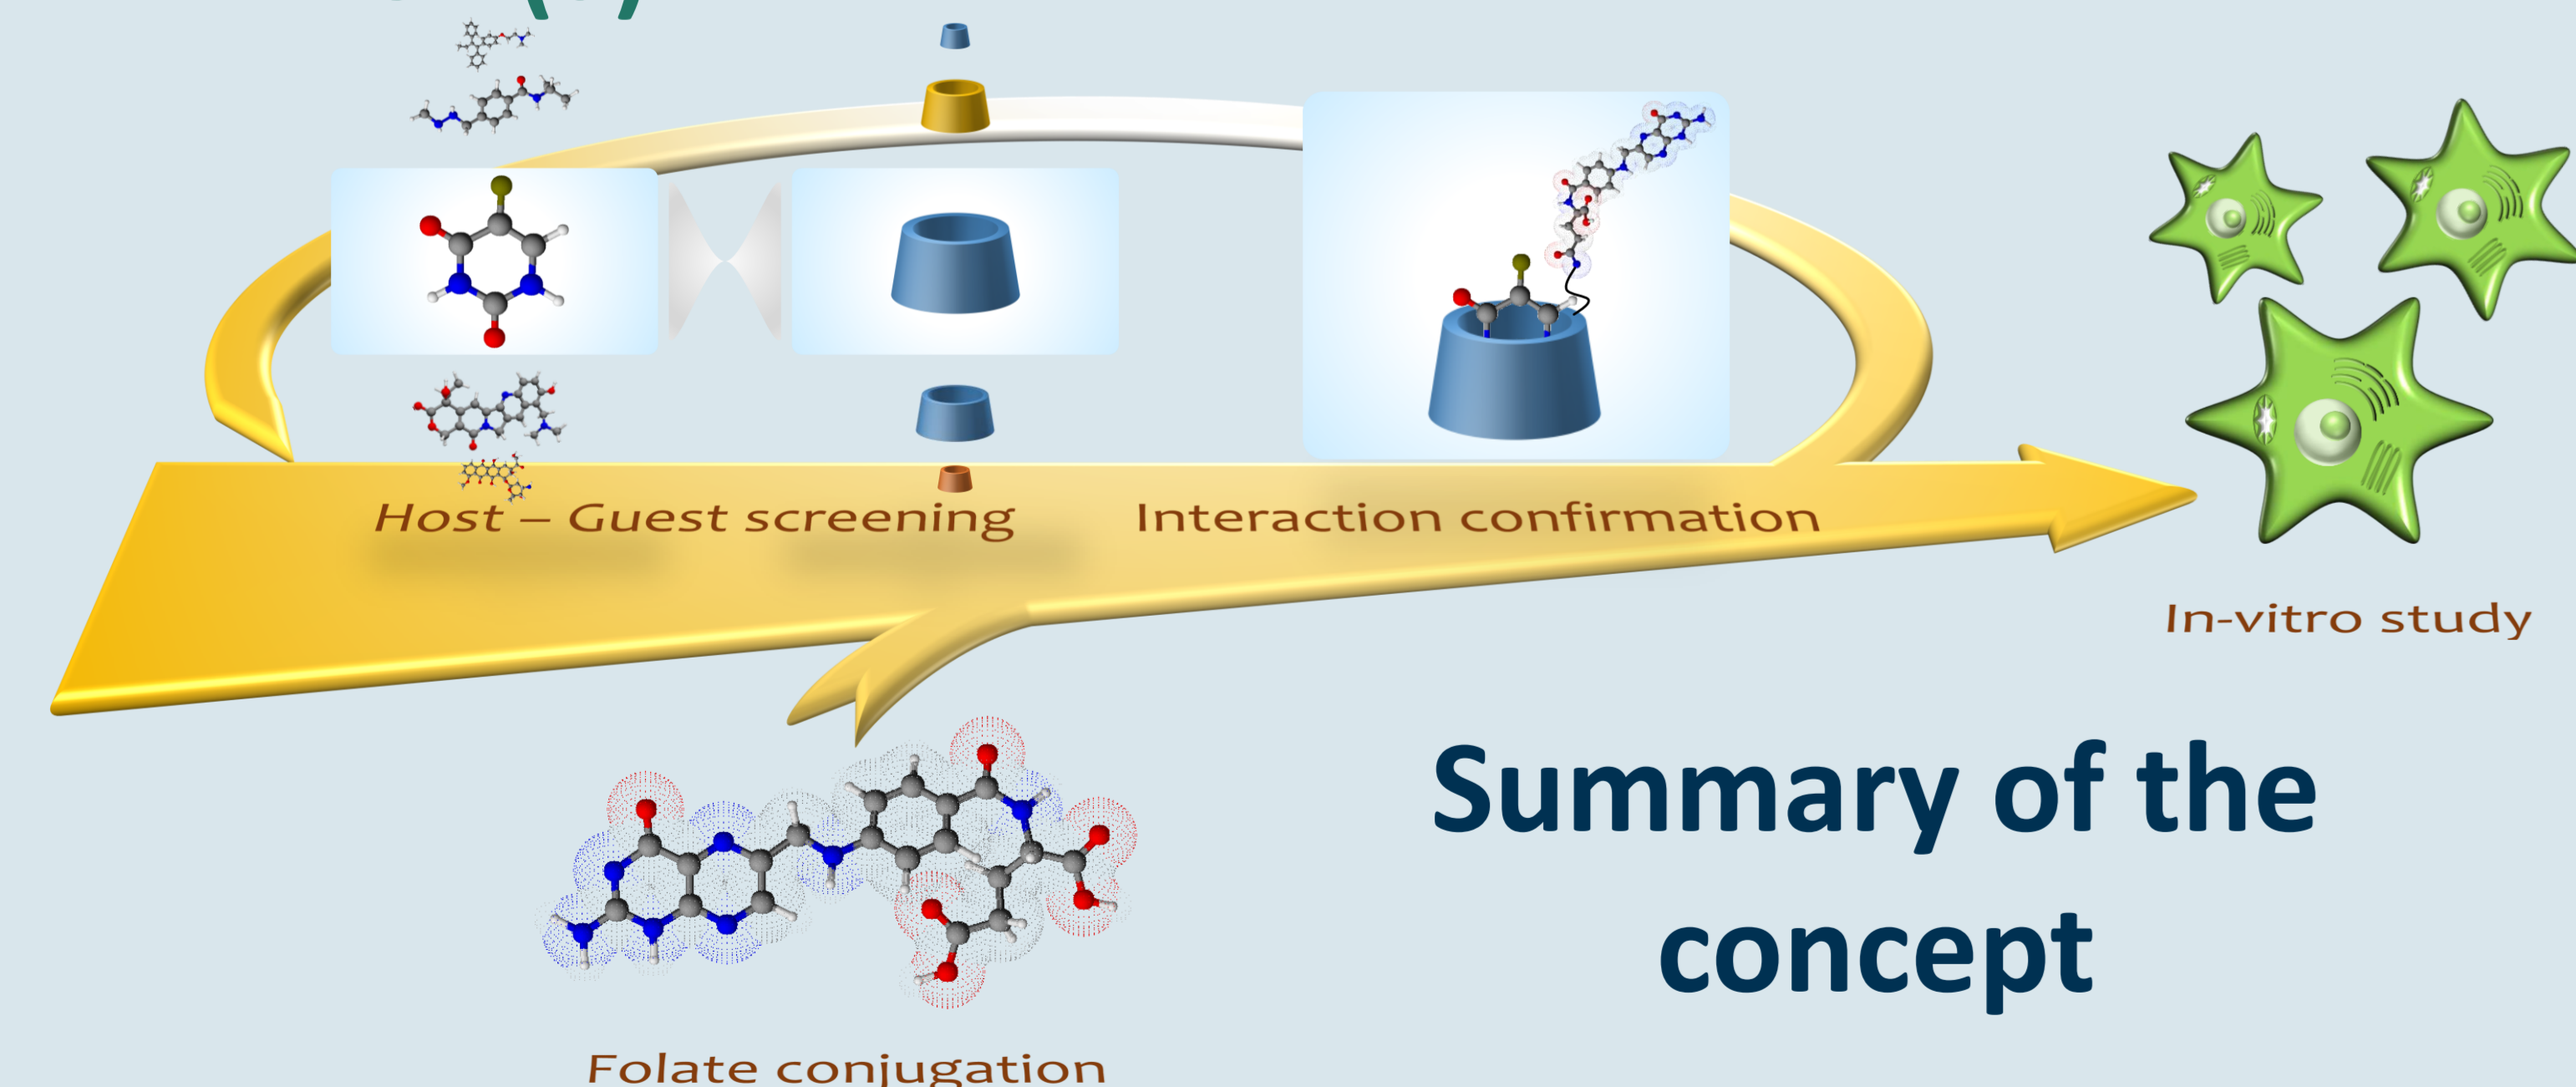 Host – Guest screening
Interaction confirmation
In-vitro study
Summary of the
concept
Folate conjugation